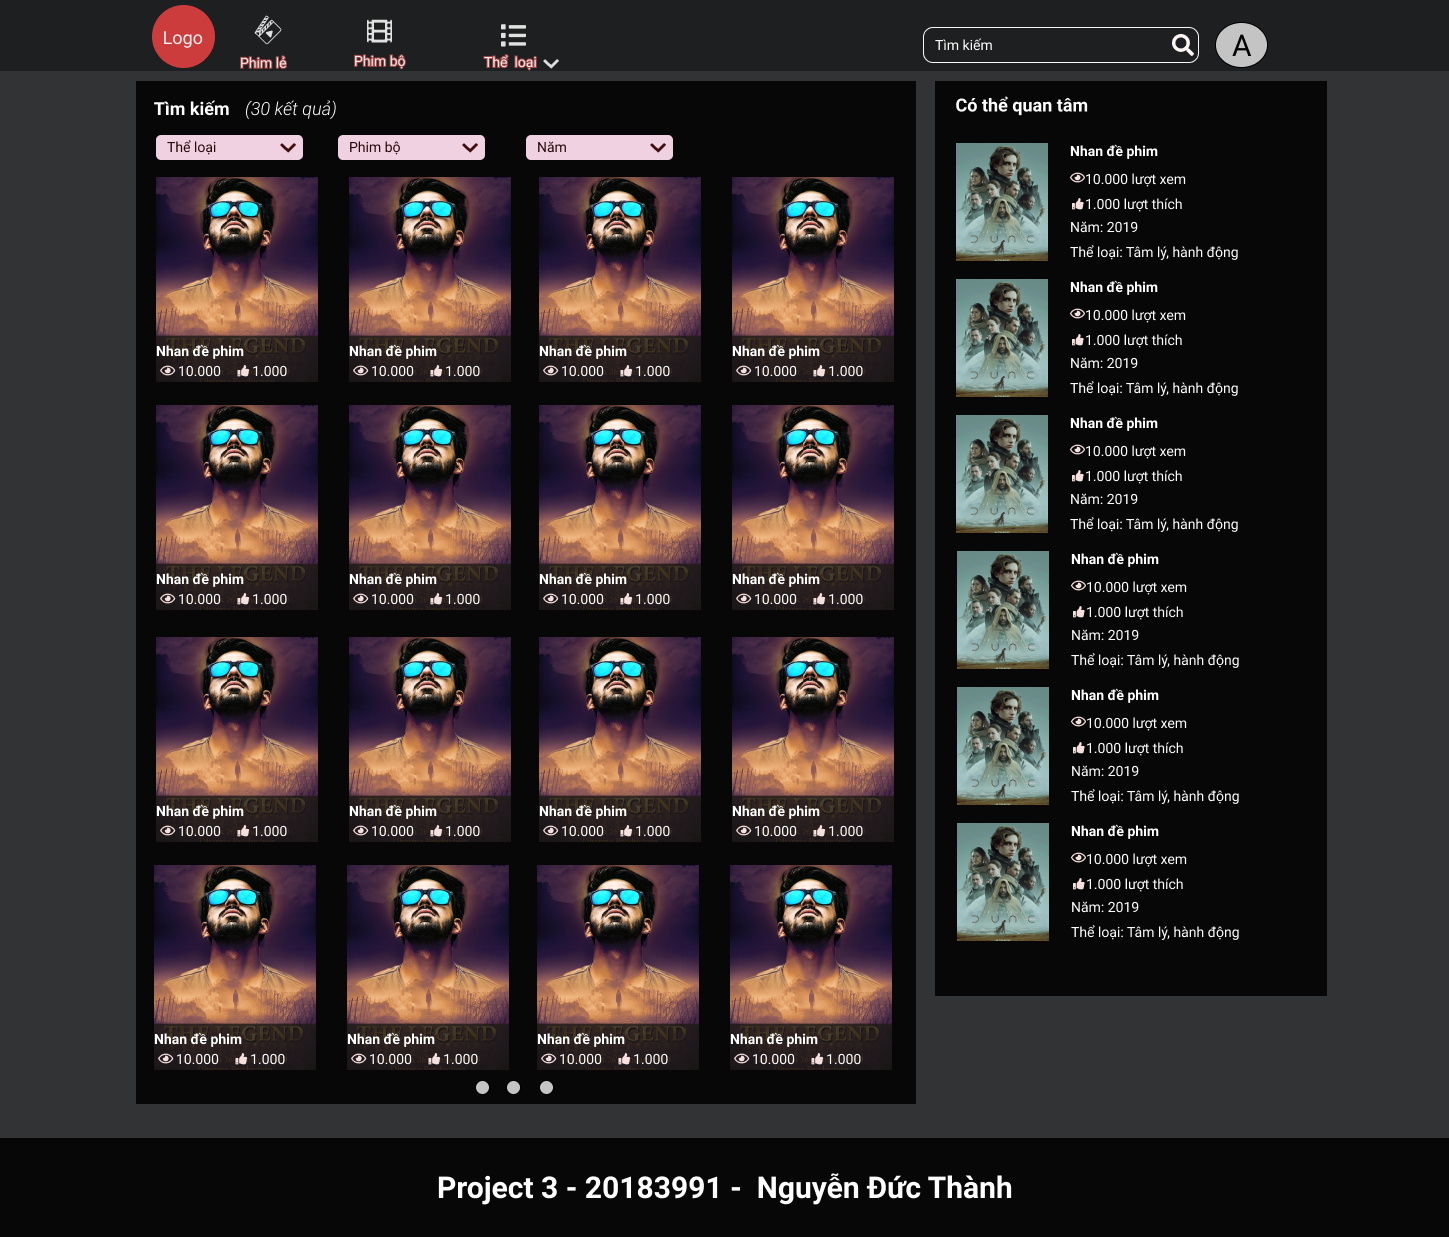 Logo
Phim lẻ
Phim bộ
Thể loại
Tìm kiếm
A
Tìm kiếm (30 kết quả)
Thể loại
Phim bộ
Năm
Nhan đề phim
10.000 1.000
Nhan đề phim
10.000 1.000
Nhan đề phim
10.000 1.000
Nhan đề phim
10.000 1.000
Nhan đề phim
10.000 1.000
Nhan đề phim
10.000 1.000
Nhan đề phim
10.000 1.000
Nhan đề phim
10.000 1.000
Nhan đề phim
10.000 1.000
Nhan đề phim
10.000 1.000
Nhan đề phim
10.000 1.000
Nhan đề phim
10.000 1.000
Nhan đề phim
10.000 1.000
Nhan đề phim
10.000 1.000
Nhan đề phim
10.000 1.000
Nhan đề phim
10.000 1.000
Có thể quan tâm
Nhan đề phim
10.000 lượt xem
1.000 lượt thích
Năm: 2019
Thể loại: Tâm lý, hành động
Nhan đề phim
10.000 lượt xem
1.000 lượt thích
Năm: 2019
Thể loại: Tâm lý, hành động
Nhan đề phim
10.000 lượt xem
1.000 lượt thích
Năm: 2019
Thể loại: Tâm lý, hành động
Nhan đề phim
10.000 lượt xem
1.000 lượt thích
Năm: 2019
Thể loại: Tâm lý, hành động
Nhan đề phim
10.000 lượt xem
1.000 lượt thích
Năm: 2019
Thể loại: Tâm lý, hành động
Nhan đề phim
10.000 lượt xem
1.000 lượt thích
Năm: 2019
Thể loại: Tâm lý, hành động
Project 3 - 20183991 - Nguyễn Đức Thành